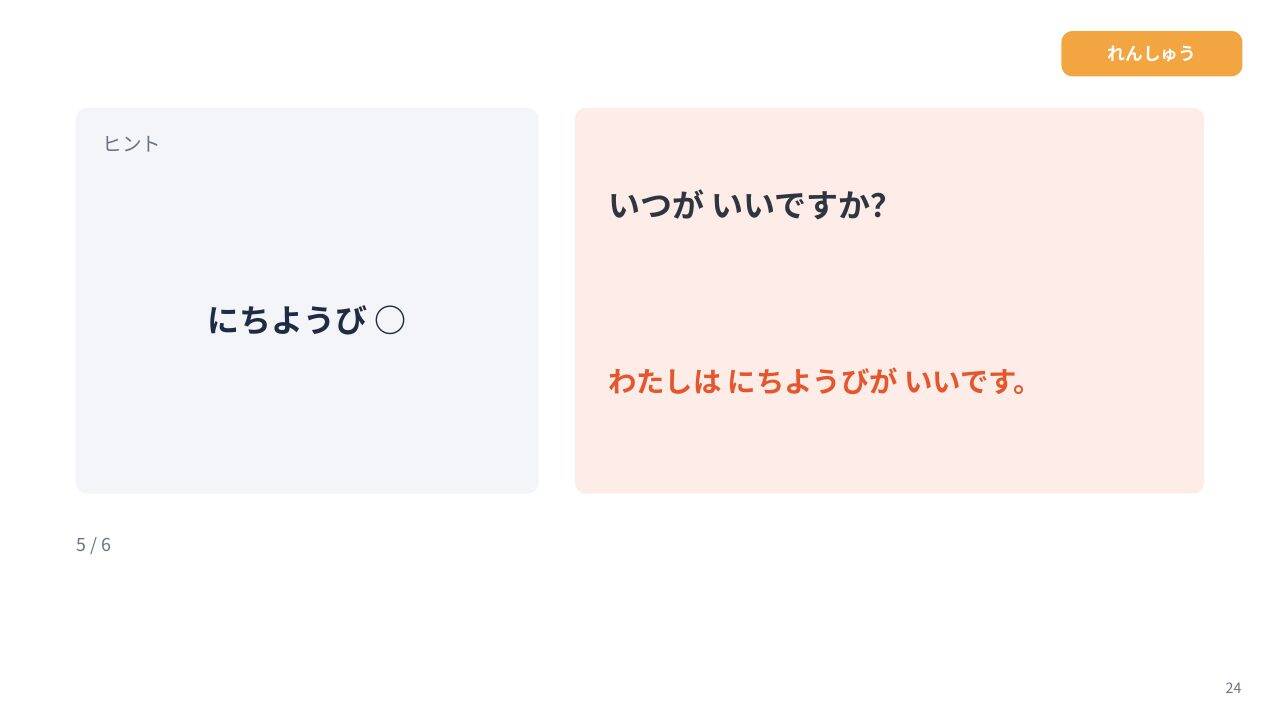 れんしゅう
ヒント
にちようび ○
いつが いいですか?
わたしは にちようびが いいです。
5 / 6
24